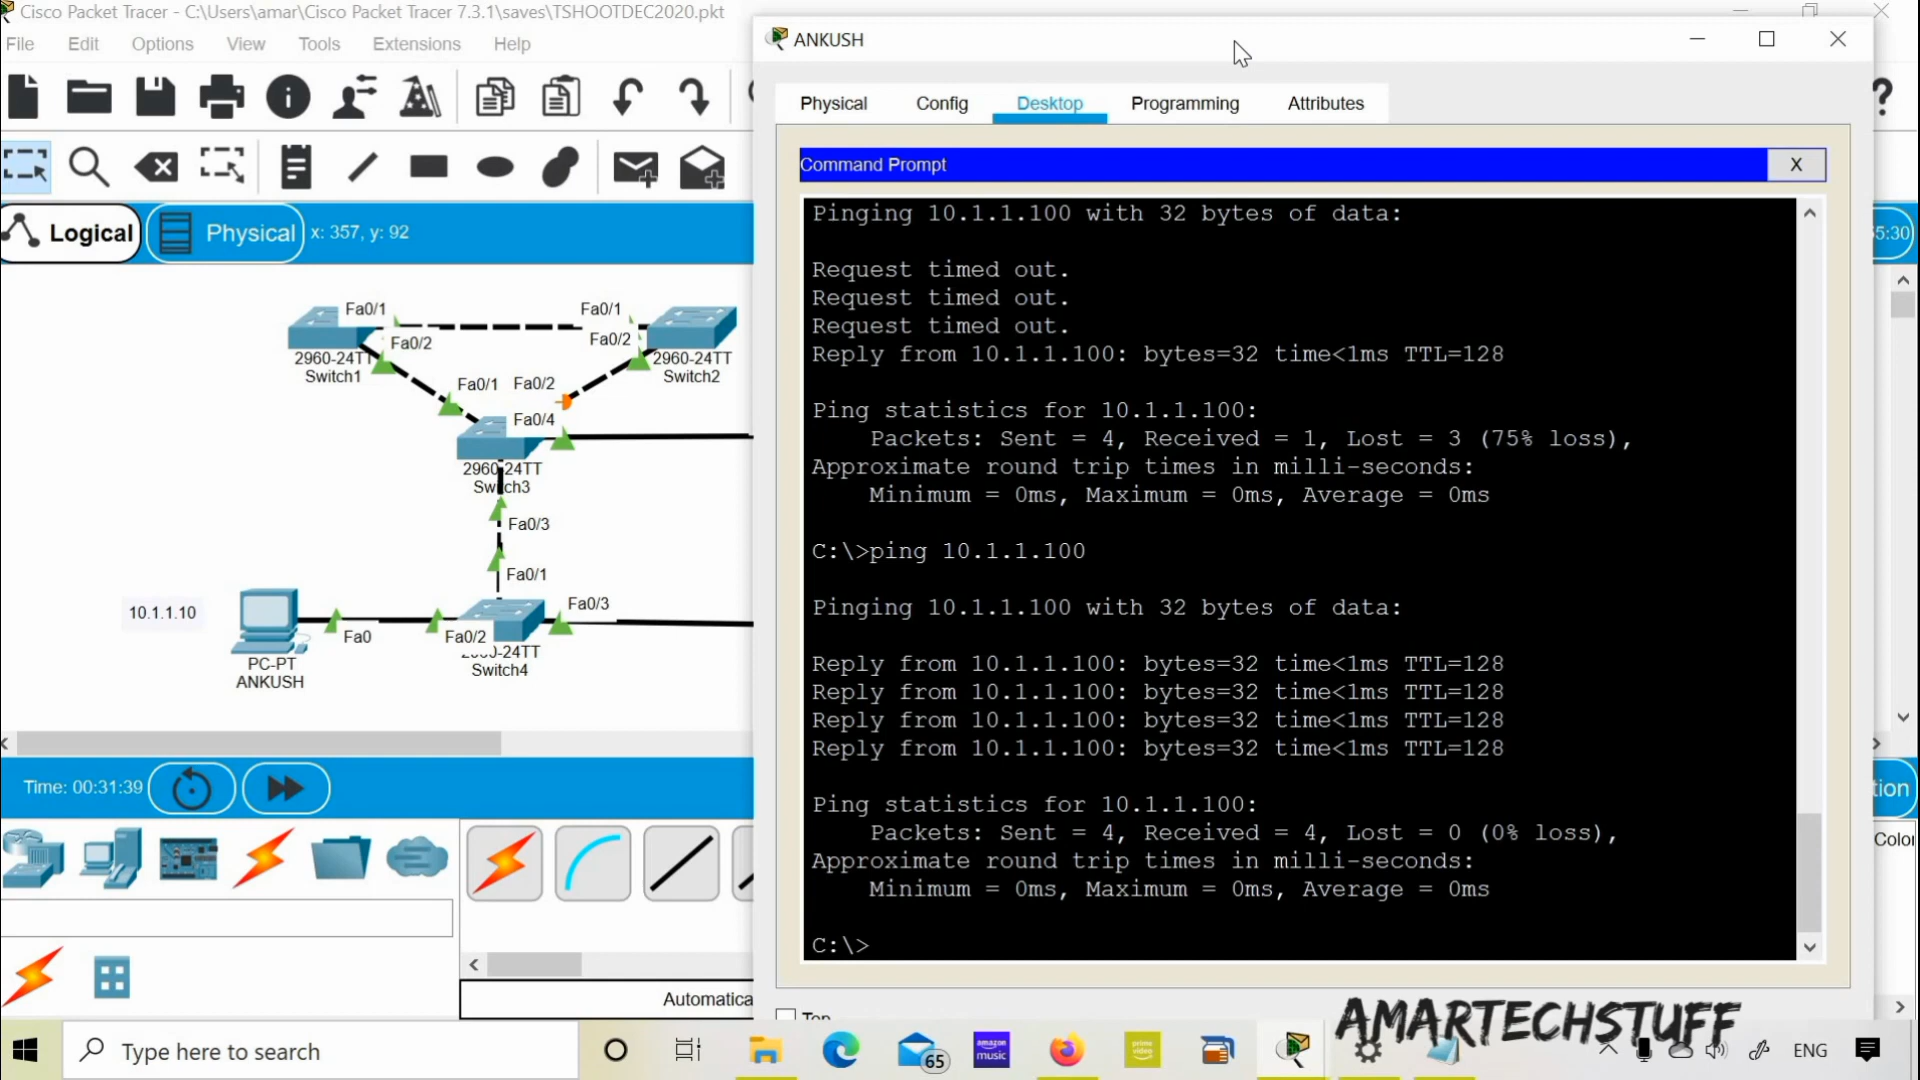 Cisco Packet Tracer - C:\Users\amar\Cisco Packet Tracer 7.3.1\saves\TSHOOTDEC2020.pkt
File Edit Options View Tools Extensions Help
ANKUSH
Physical Config Desktop Programming Attributes
Command Prompt X
Pinging 10.1.1.100 with 32 bytes of data:
Request timed out.
Request timed out.
Request timed out.
Reply from 10.1.1.100: bytes=32 time<1ms TTL=128
Ping statistics for 10.1.1.100:
Packets: Sent = 4, Received = 1, Lost = 3 (75% loss),
Approximate round trip times in milli-seconds:
Minimum = 0ms, Maximum = 0ms, Average = 0ms
C:\>ping 10.1.1.100
Pinging 10.1.1.100 with 32 bytes of data:
Reply from 10.1.1.100: bytes=32 time<1ms TTL=128
Reply from 10.1.1.100: bytes=32 time<1ms TTL=128
Reply from 10.1.1.100: bytes=32 time<1ms TTL=128
Reply from 10.1.1.100: bytes=32 time<1ms TTL=128
Ping statistics for 10.1.1.100:
Packets: Sent = 4, Received = 4, Lost = 0 (0% loss),
Approximate round trip times in milli-seconds:
Minimum = 0ms, Maximum = 0ms, Average = 0ms
C:\>
Logical Physical x: 357, y: 92
5:30
Fa0/1 Fa0/1
Fa0/2 Fa0/2
2960-24TT
Switch1
2960-24TT
Switch2
Fa0/1 Fa0/2
Fa0/4
2960-24TT
Switch3
Fa0/3
Fa0/1
10.1.1.10
Fa0/3
Fa0 Fa0/2
PC-PT
ANKUSH
-24TT
Switch4
Time: 00:31:39
tion
Color
Automatica
Top
AMARTECHSTUFF
Type here to search
65
amazon music
prime video
ENG